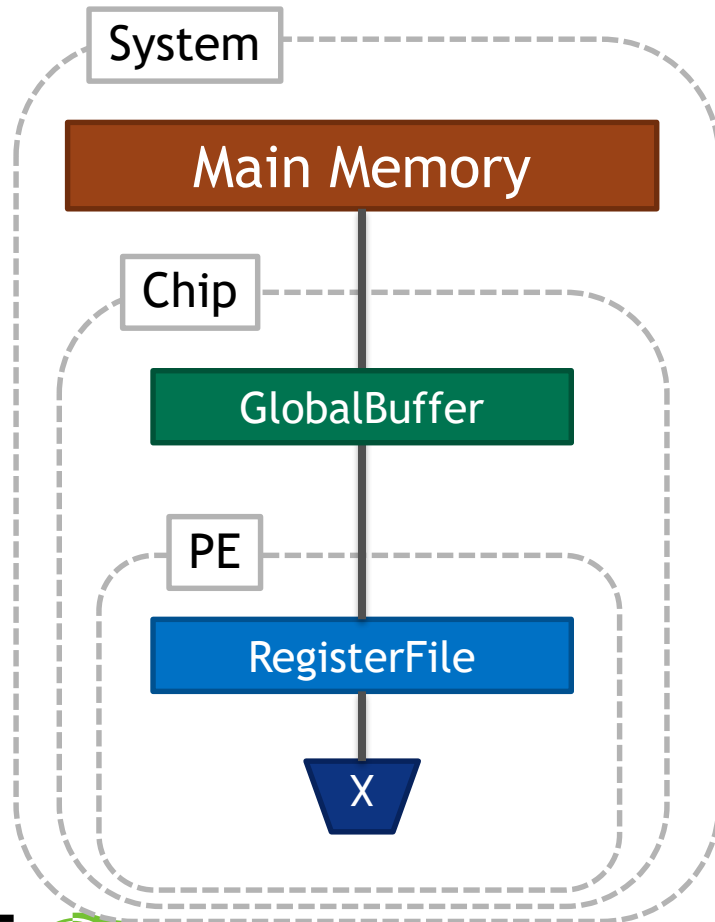 System
Main Memory
Chip
GlobalBuffer
PE
RegisterFile
X